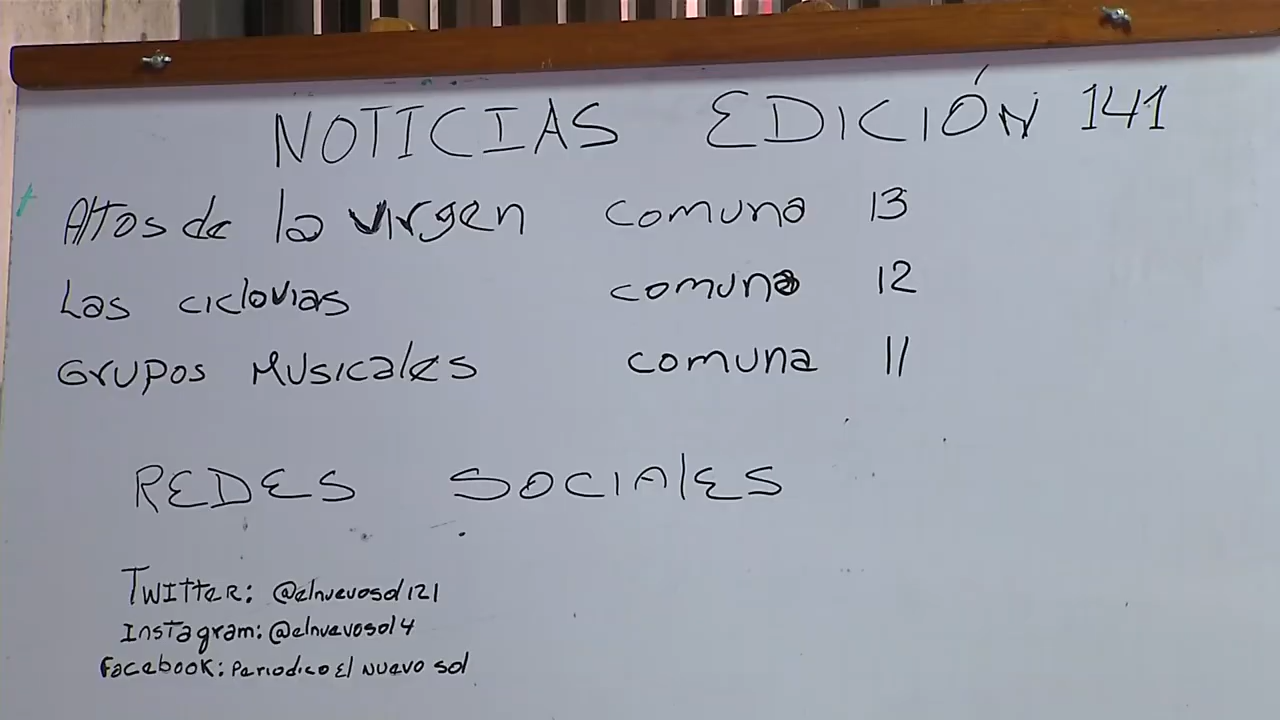 NOTICIAS EDICIÓN 141
Altos de la virgen comuna 13
Las ciclovias comuna 12
Grupos Musicales comuna 11
REDES SOCIALES
Twitter: @elnuevosol121
Instagram: @elnuevosol4
Facebook: Periodico El Nuevo Sol